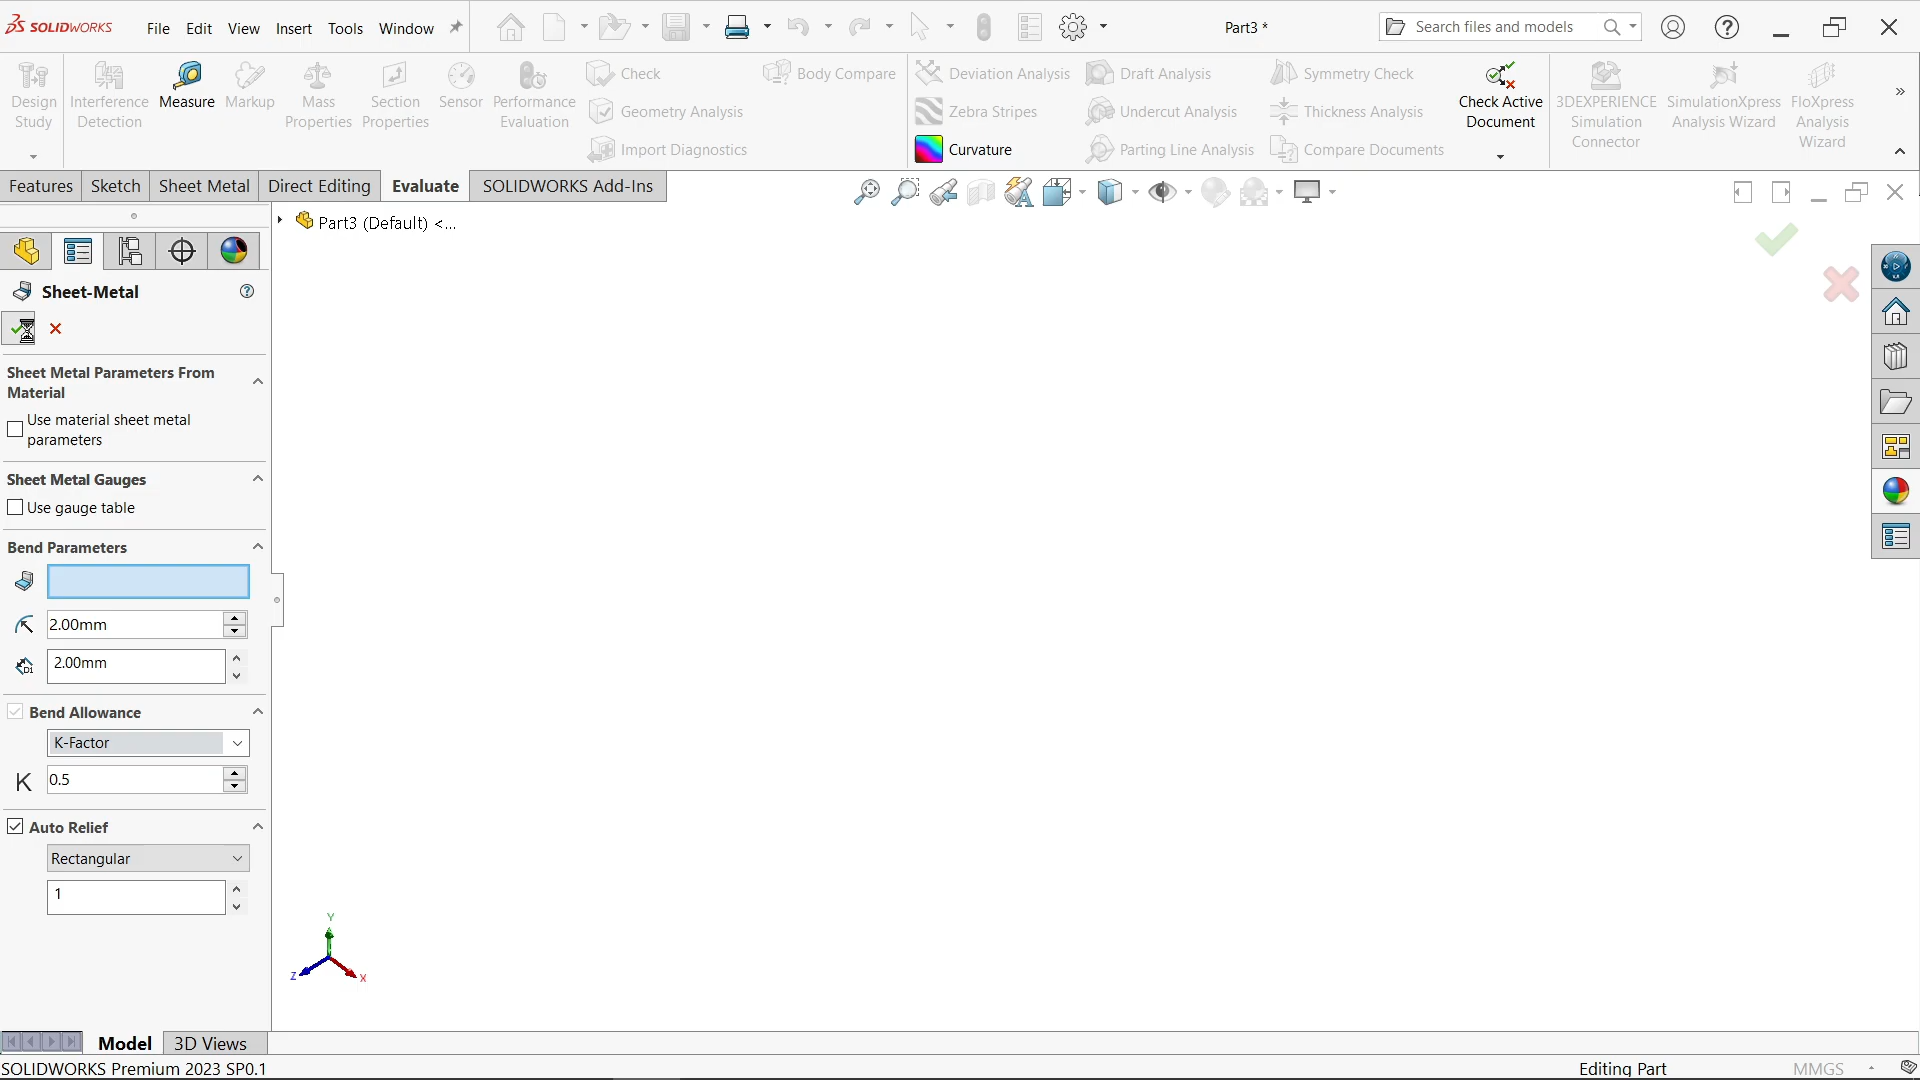 SOLIDWORKS
File Edit View Insert Tools Window
Part3 *
Search files and models
Design Study
Interference Detection
Measure
Markup
Mass Properties
Section Properties
Sensor
Performance Evaluation
Check
Geometry Analysis
Import Diagnostics
Body Compare
Deviation Analysis
Zebra Stripes
Curvature
Draft Analysis
Undercut Analysis
Parting Line Analysis
Symmetry Check
Thickness Analysis
Compare Documents
Check Active Document
3DEXPERIENCE Simulation Connector
SimulationXpress Analysis Wizard
FloXpress Analysis Wizard
Features Sketch Sheet Metal Direct Editing Evaluate SOLIDWORKS Add-Ins
Part3 (Default) <...
Sheet-Metal
Sheet Metal Parameters From
Material
Use material sheet metal
parameters
Sheet Metal Gauges
Use gauge table
Bend Parameters
2.00mm
2.00mm
Bend Allowance
K-Factor
K 0.5
Auto Relief
Rectangular
1
Y
Z X
Model 3D Views
SOLIDWORKS Premium 2023 SP0.1
Editing Part
MMGS